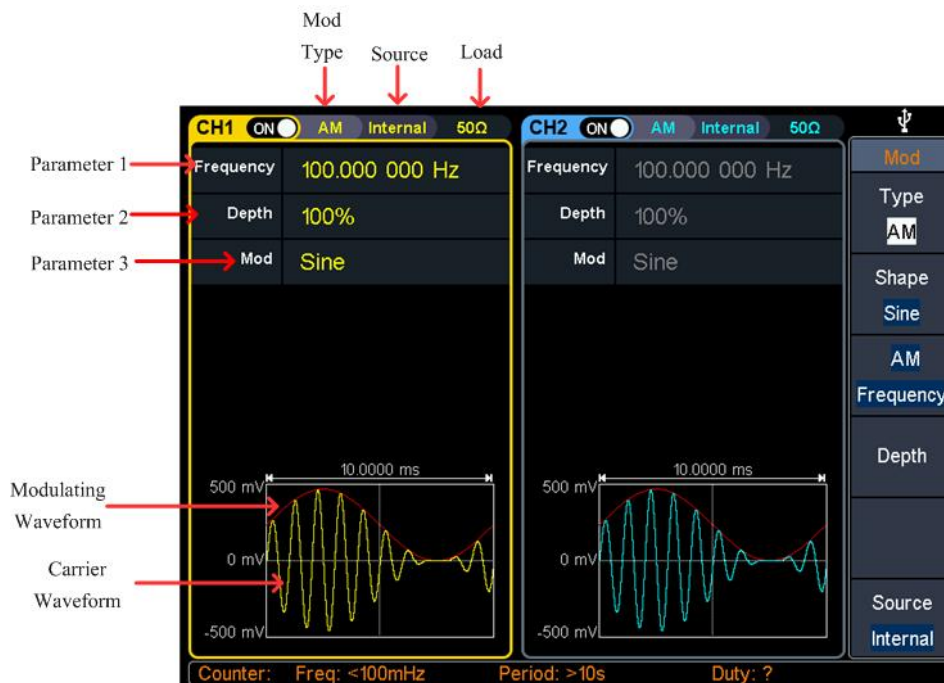 Mod
Type
Source
Load
CH1 ON AM Internal 50Ω
CH2 ON AM Internal 50Ω
Parameter 1
Frequency 100.000 000 Hz
Parameter 2
Depth 100%
Parameter 3
Mod Sine
Frequency 100.000 000 Hz
Depth 100%
Mod Sine
Mod
Type
AM
Shape
Sine
AM
Frequency
Depth
Source
Internal
Modulating
Waveform
Carrier
Waveform
10.0000 ms
500 mV
0 mV
-500 mV
10.0000 ms
500 mV
0 mV
-500 mV
Counter: Freq: <100mHz Period: >10s Duty: ?